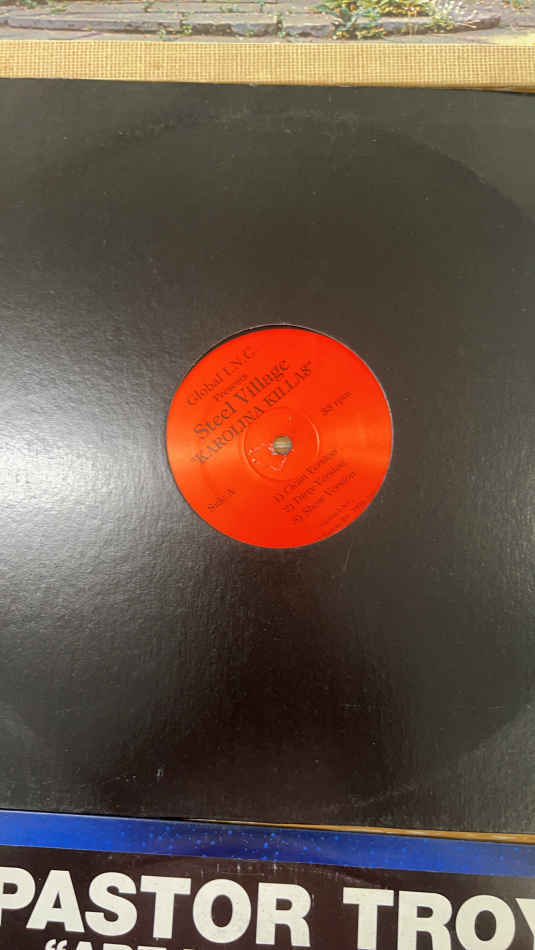 Global I.N.C
Presents
Steel Village
"KAROLINA KILLAS"
33 rpm
Side A
1) Clean Version
2) Dirty Version
3) Show Version
PASTOR TROY